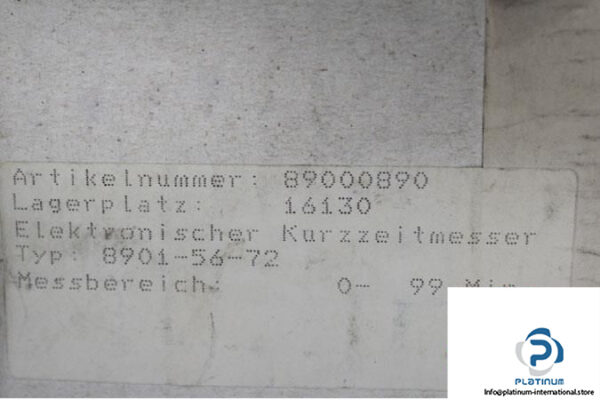 Artikelnummer: 89000890
Lagerplatz: 16130
Elektronischer Kurzzeitmesser
Typ: 8901-56-72
Messbereich: 0- 99
PLATINUM
Info@platinum-international.store